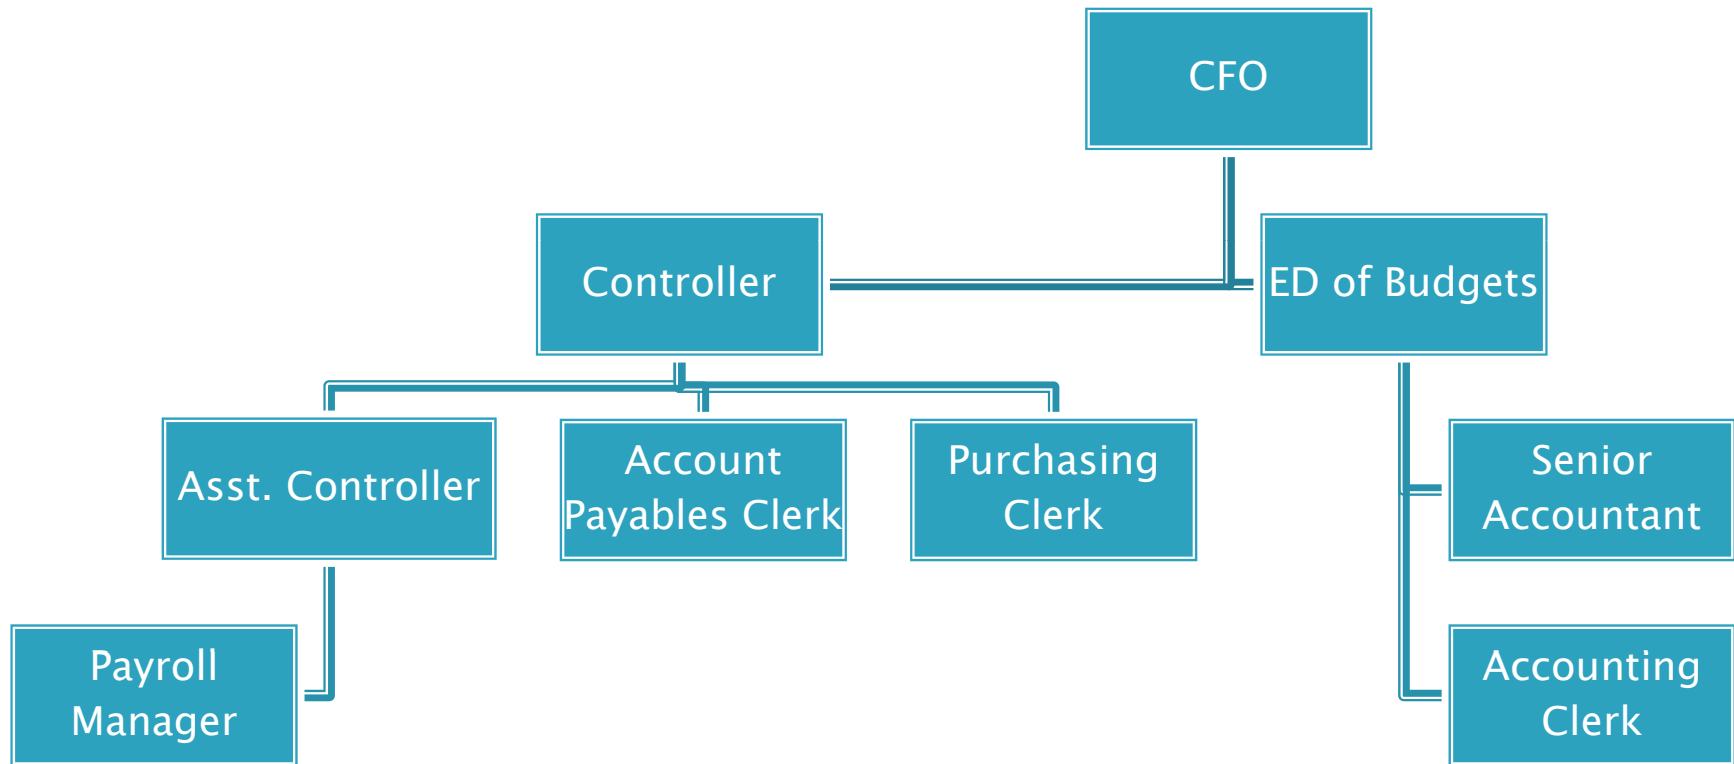 CFO
Controller
ED of Budgets
Asst. Controller
Account
Payables Clerk
Purchasing
Clerk
Senior
Accountant
Payroll
Manager
Accounting
Clerk